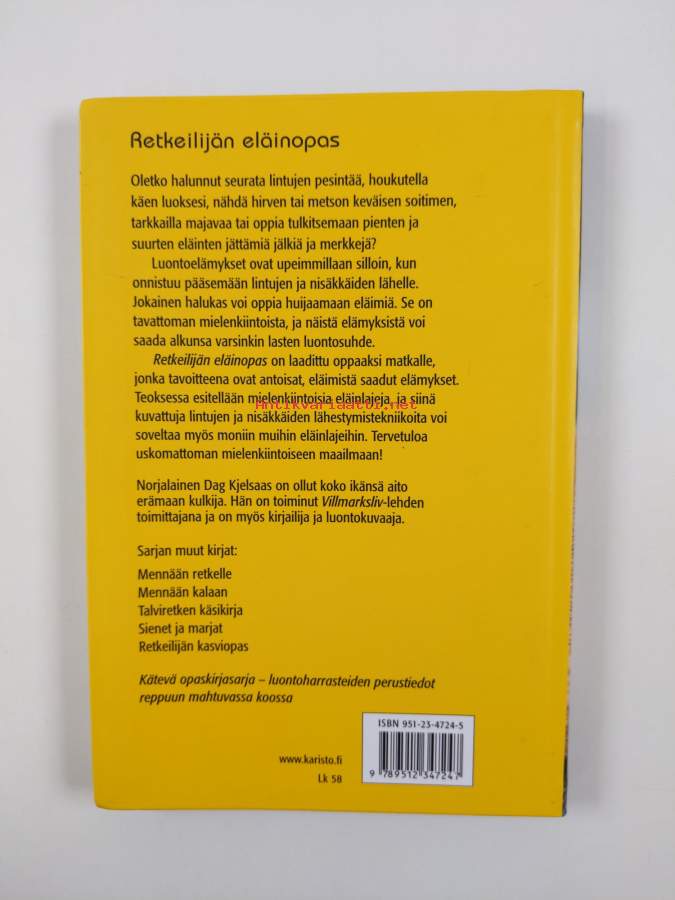 Retkeilijän eläinopas
Oletko halunnut seurata lintujen pesintää, houkutella
käen luoksesi, nähdä hirven tai metson keväisen soitimen,
tarkkailla majavaa tai oppia tulkitsemaan pienten ja
suurten eläinten jättämiä jälkiä ja merkkejä?
Luontoelämykset ovat upeimmillaan silloin, kun
onnistuu pääsemään lintujen ja nisäkkäiden lähelle.
Jokainen halukas voi oppia huijaamaan eläimiä. Se on
tavattoman mielenkiintoista, ja näistä elämyksistä voi
saada alkunsa varsinkin lasten luontosuhde.
Retkeilijän eläinopas on laadittu oppaaksi matkalle,
jonka tavoitteena ovat antoisat, eläimistä saadut elämykset.
Teoksessa esitellään mielenkiintoisia eläinlajeja, ja siinä
Antikvariaator.net
kuvattuja lintujen ja nisäkkäiden lähestymistekniikoita voi
soveltaa myös moniin muihin eläinlajeihin. Tervetuloa
uskomattoman mielenkiintoiseen maailmaan!
Norjalainen Dag Kjelsaas on ollut koko ikänsä aito
erämaan kulkija. Hän on toiminut Villmarksliv-lehden
toimittajana ja on myös kirjailija ja luontokuvaaja.
Sarjan muut kirjat:
Mennään retkelle
Mennään kalaan
Talviretken käsikirja
Sienet ja marjat
Retkeilijän kasviopas
Kätevä opaskirjasarja – luontoharrasteiden perustiedot
reppuun mahtuvassa koossa
ISBN 951-23-4724-5
www.karisto.fi
Lk 58
9 789512 347247